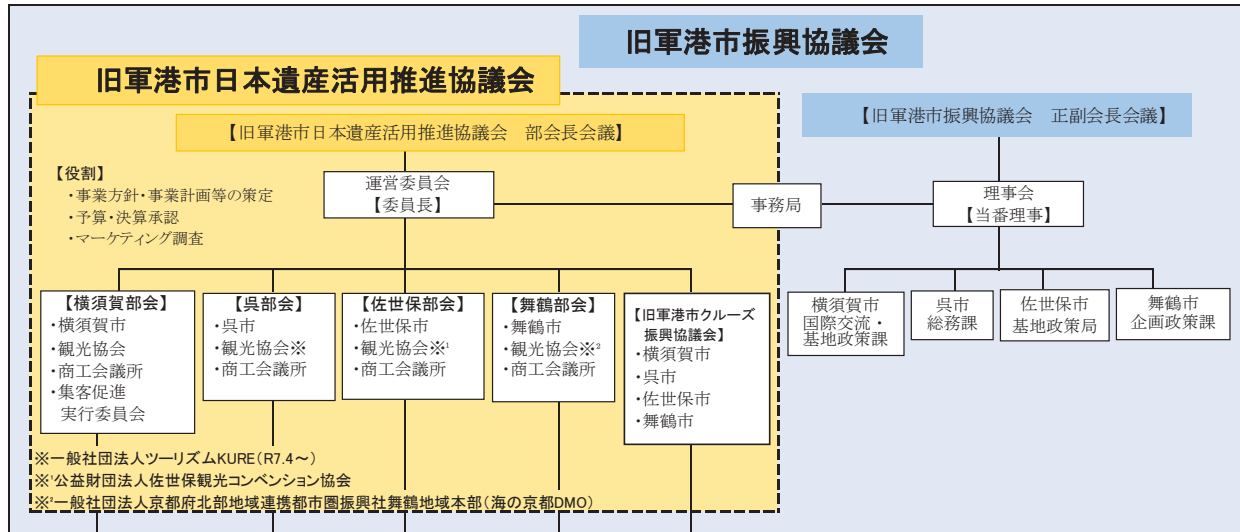 旧軍港市振興協議会
旧軍港市日本遺産活用推進協議会
【旧軍港市日本遺産活用推進協議会　部会長会議】
【旧軍港市振興協議会　正副会長会議】
【役割】
・事業方針・事業計画等の策定
・予算・決算承認
・マーケティング調査
運営委員会
【委員長】
事務局
理事会
【当番理事】
【横須賀部会】
・横須賀市
・観光協会
・商工会議所
・集客促進
実行委員会
【呉部会】
・呉市
・観光協会※
・商工会議所
【佐世保部会】
・佐世保市
・観光協会※¹
・商工会議所
【舞鶴部会】
・舞鶴市
・観光協会※²
・商工会議所
【旧軍港市クルーズ
振興協議会】
・横須賀市
・呉市
・佐世保市
・舞鶴市
横須賀市
国際交流・
基地政策課
呉市
総務課
佐世保市
基地政策局
舞鶴市
企画政策課
※一般社団法人ツーリズムKURE(R7.4～)
※¹公益財団法人佐世保観光コンベンション協会
※²一般社団法人京都府北部地域連携都市圏振興社舞鶴地域本部(海の京都DMO)